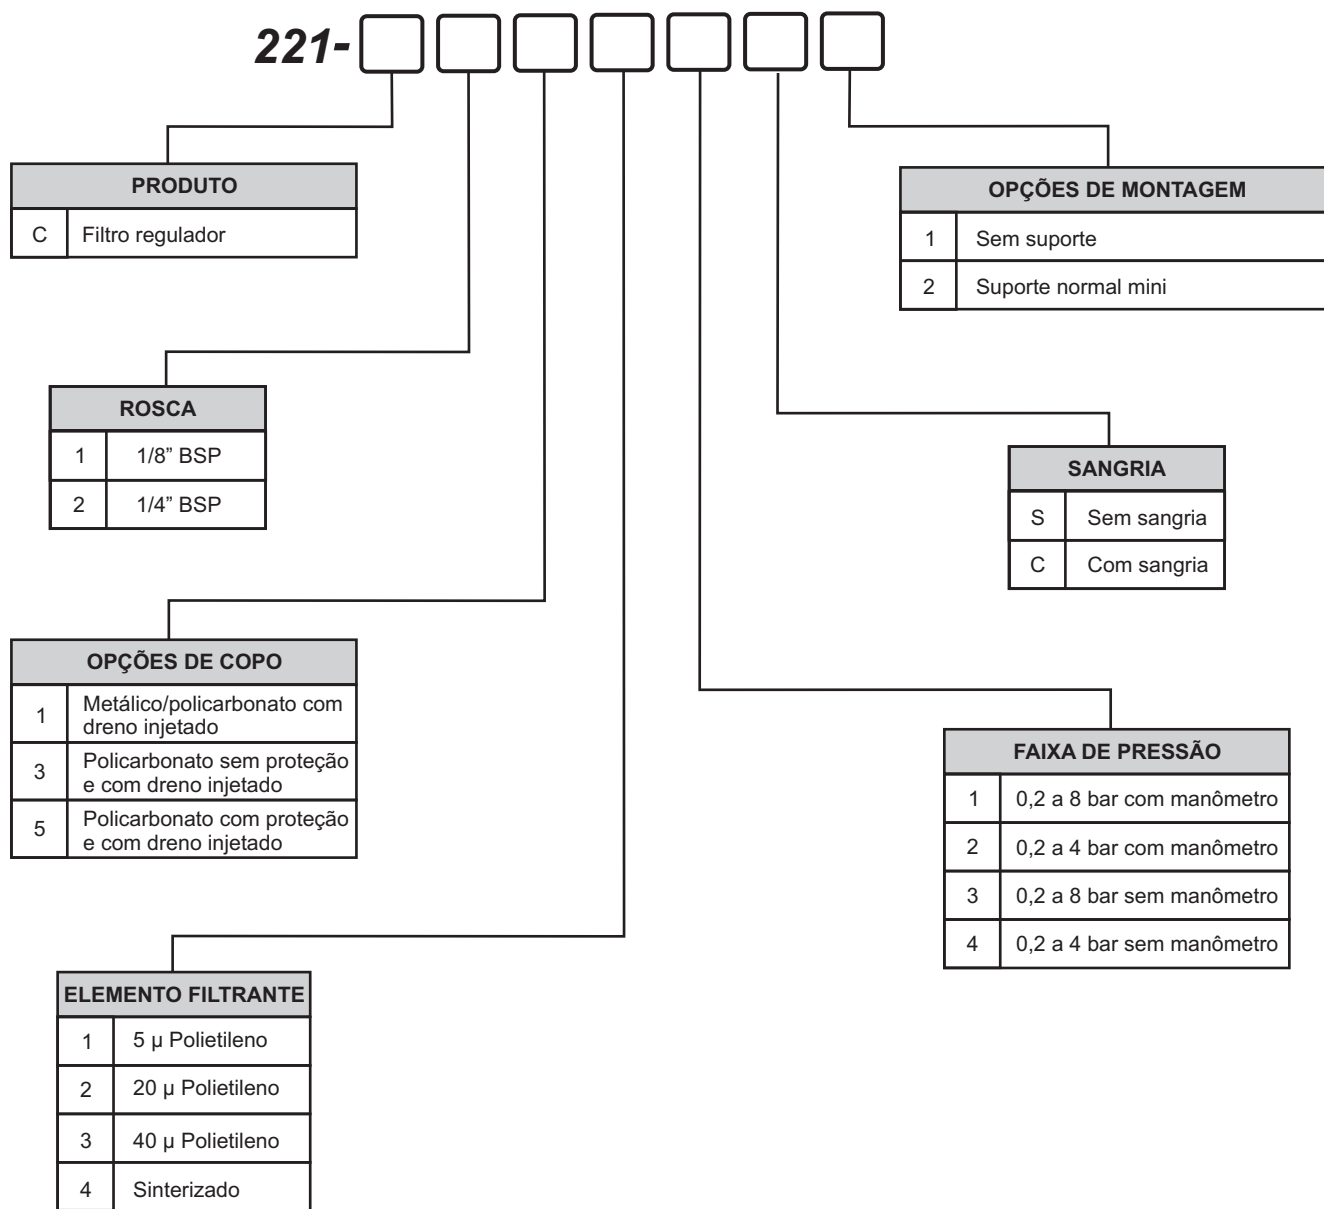 221-
PRODUTO
C Filtro regulador
ROSCA
1 1/8” BSP
2 1/4” BSP
OPÇÕES DE COPO
1 Metálico/policarbonato com
dreno injetado
3 Policarbonato sem proteção
e com dreno injetado
5 Policarbonato com proteção
e com dreno injetado
ELEMENTO FILTRANTE
1 5 µ Polietileno
2 20 µ Polietileno
3 40 µ Polietileno
4 Sinterizado
OPÇÕES DE MONTAGEM
1 Sem suporte
2 Suporte normal mini
SANGRIA
S Sem sangria
C Com sangria
FAIXA DE PRESSÃO
1 0,2 a 8 bar com manômetro
2 0,2 a 4 bar com manômetro
3 0,2 a 8 bar sem manômetro
4 0,2 a 4 bar sem manômetro